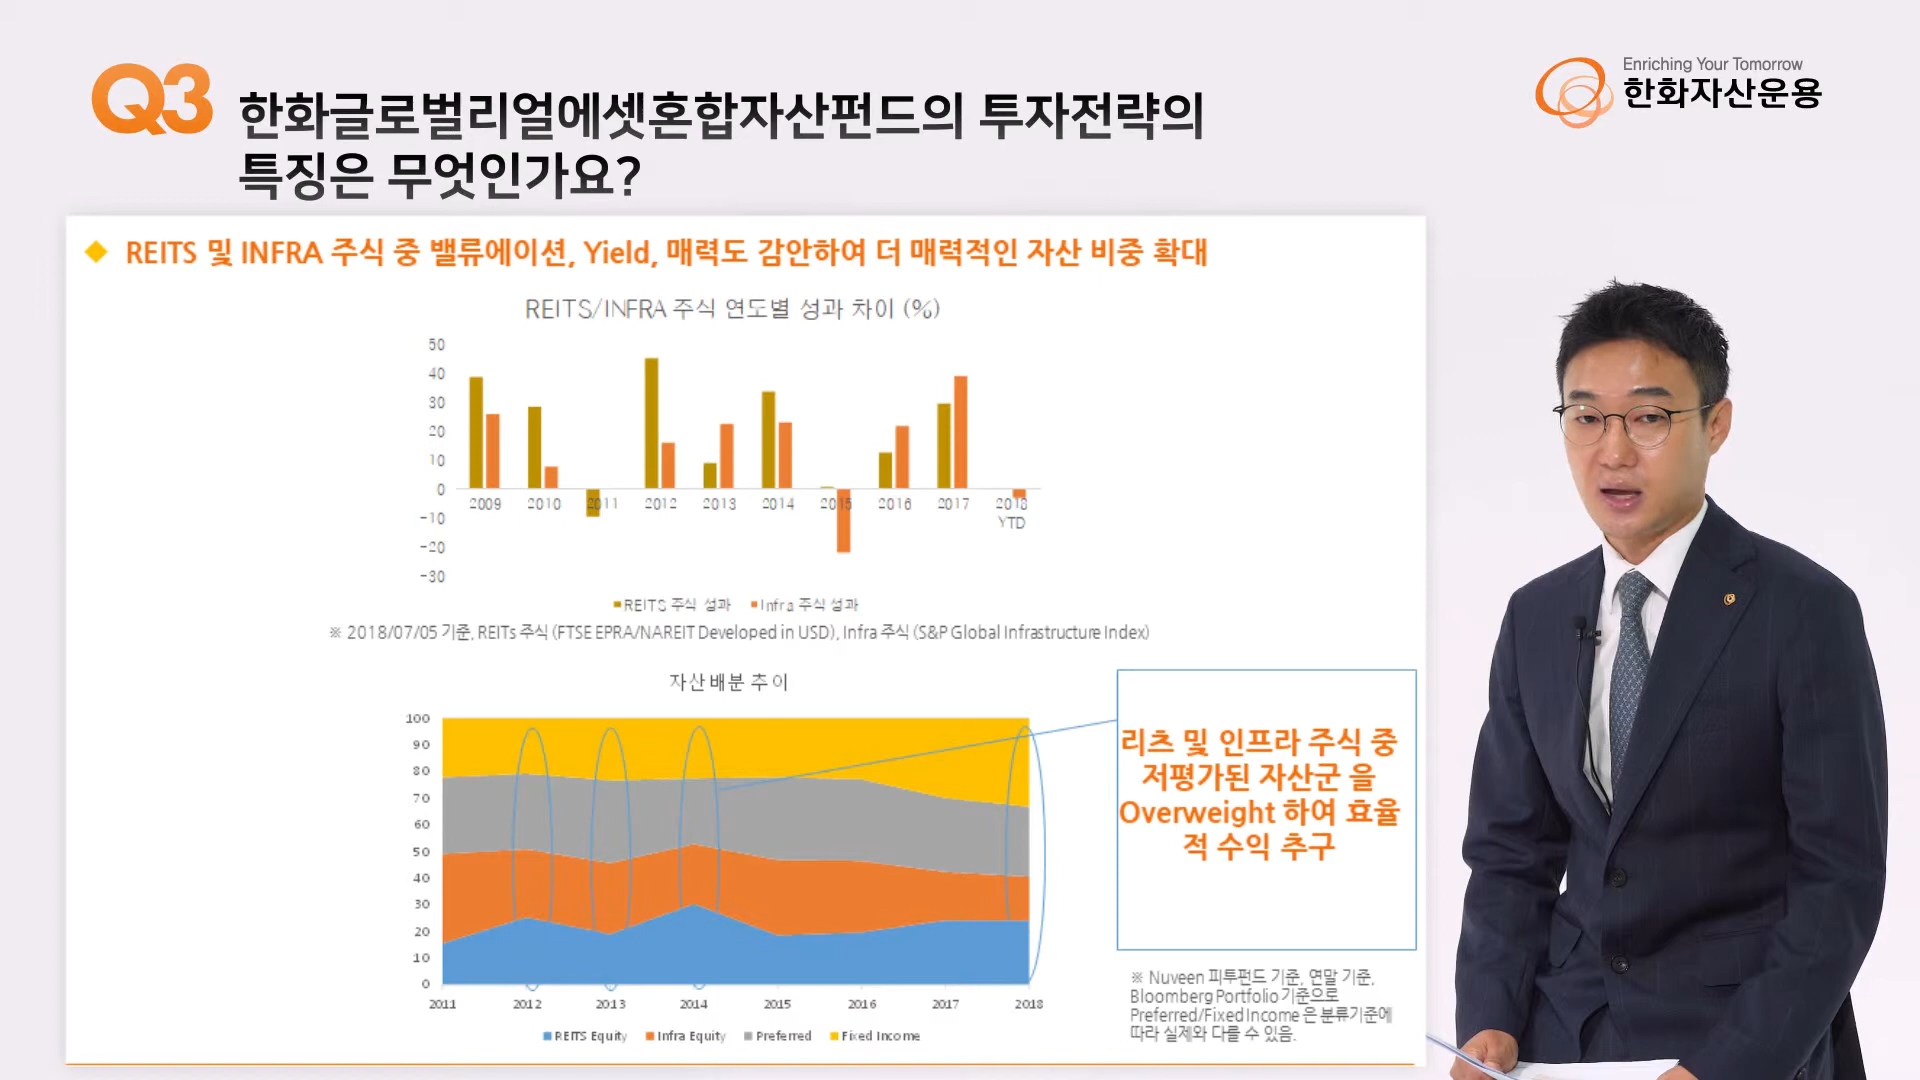 Q3
한화글로벌리얼에셋혼합자산펀드의 투자전략의
특징은 무엇인가요?
Enriching Your Tomorrow
한화자산운용
REITS 및 INFRA 주식 중 밸류에이션, Yield, 매력도 감안하여 더 매력적인 자산 비중 확대
REITS/INFRA 주식 연도별 성과 차이 (%)
50
40
30
20
10
0
-10
-20
-30
2009 2010 2011 2012 2013 2014 2015 2016 2017 2018
YTD
REITS 주식 성과 Infra 주식 성과
※ 2018/07/05 기준, REITs 주식 (FTSE EPRA/NAREIT Developed in USD), Infra 주식 (S&P Global Infrastructure Index)
자산 배분 추이
100
90
80
70
60
50
40
30
20
10
0
2011 2012 2013 2014 2015 2016 2017 2018
REITS Equity Infra Equity Preferred Fixed Income
리츠 및 인프라 주식 중
저평가된 자산군 을
Overweight 하여 효율
적 수익 추구
※ Nuveen 피투펀드 기준, 연말 기준,
Bloomberg Portfolio 기준으로
Preferred/Fixed Income 은 분류기준에
따라 실제와 다를 수 있음.